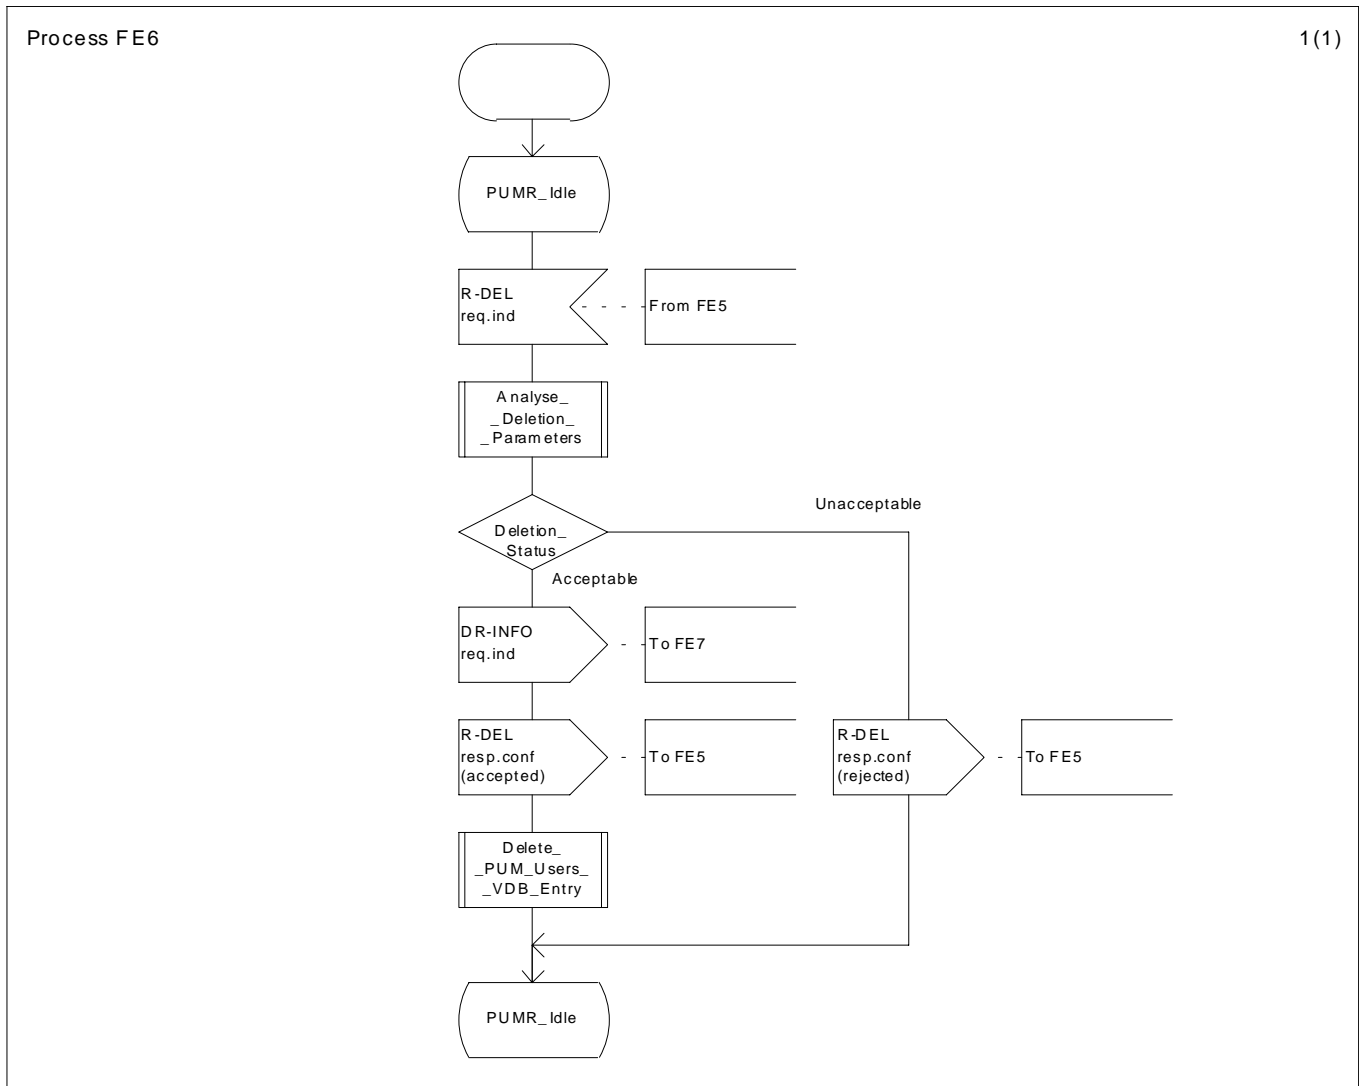 Process FE6
1(1)
PUMR_Idle
R-DEL
req.ind
From FE5
Analyse_
_Deletion_
_Parameters
Unacceptable
Deletion_
Status
Acceptable
DR-INFO
req.ind
To FE7
R-DEL
resp.conf
(accepted)
To FE5
R-DEL
resp.conf
(rejected)
To FE5
Delete_
_PUM_Users_
_VDB_Entry
PUMR_Idle